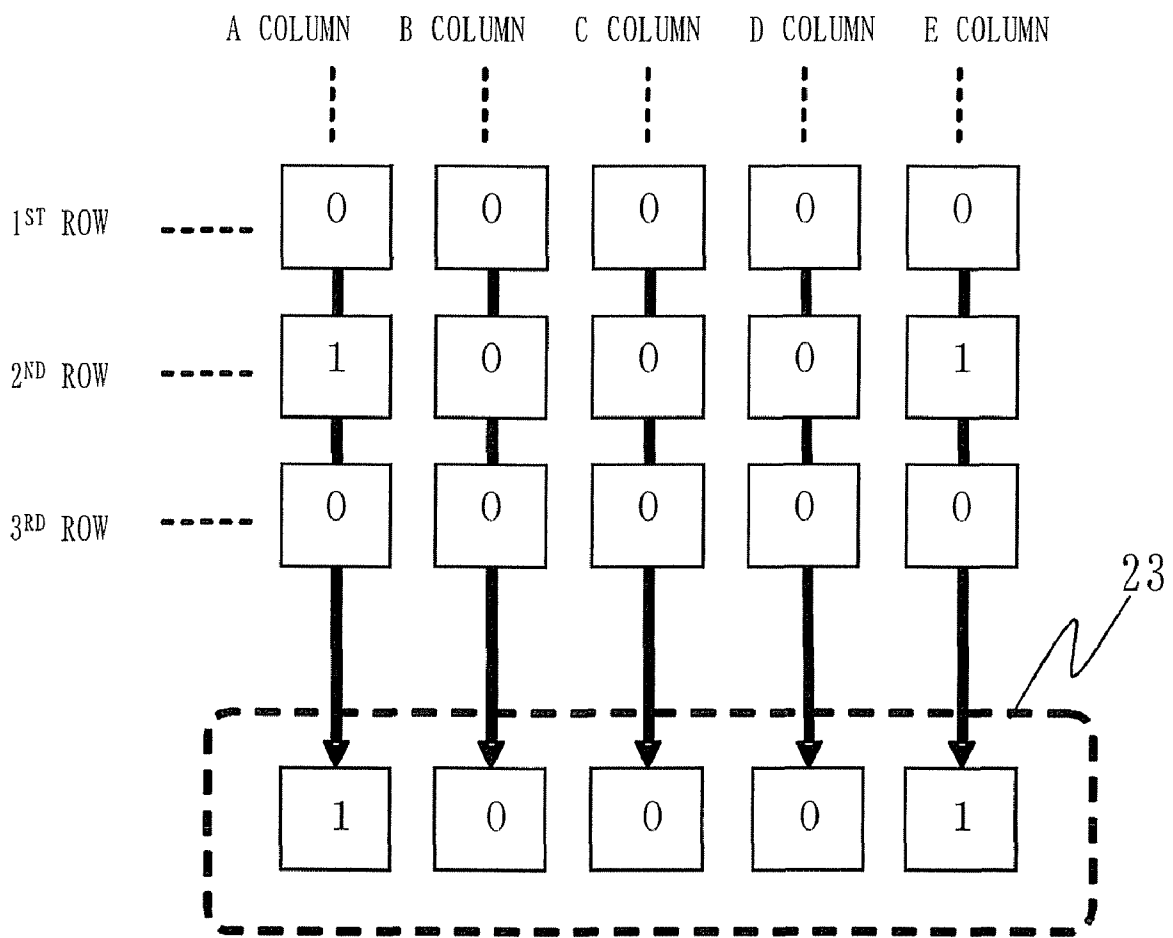 A COLUMN B COLUMN C COLUMN D COLUMN E COLUMN
1ST ROW 0 0 0 0 0
2ND ROW 1 0 0 0 1
3RD ROW 0 0 0 0 0
23
1 0 0 0 1